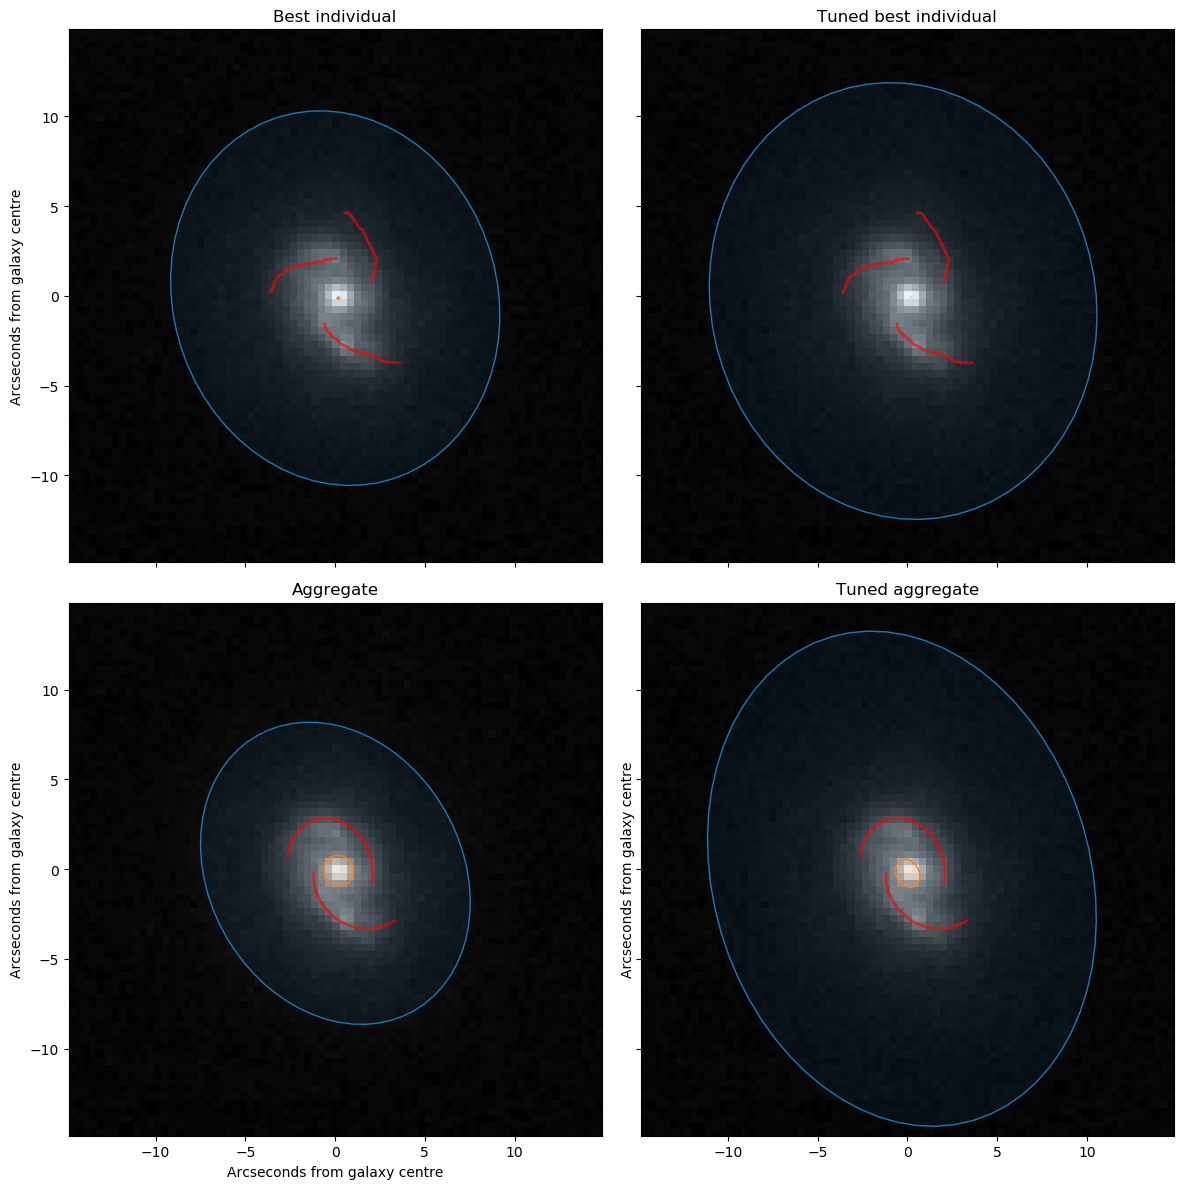 Best individual
Tuned best individual
10
5
0
−5
−10
Arcseconds from galaxy centre
Aggregate
Tuned aggregate
10
5
0
−5
−10
Arcseconds from galaxy centre
Arcseconds from galaxy centre
−10 −5 0 5 10
−10 −5 0 5 10
Arcseconds from galaxy centre